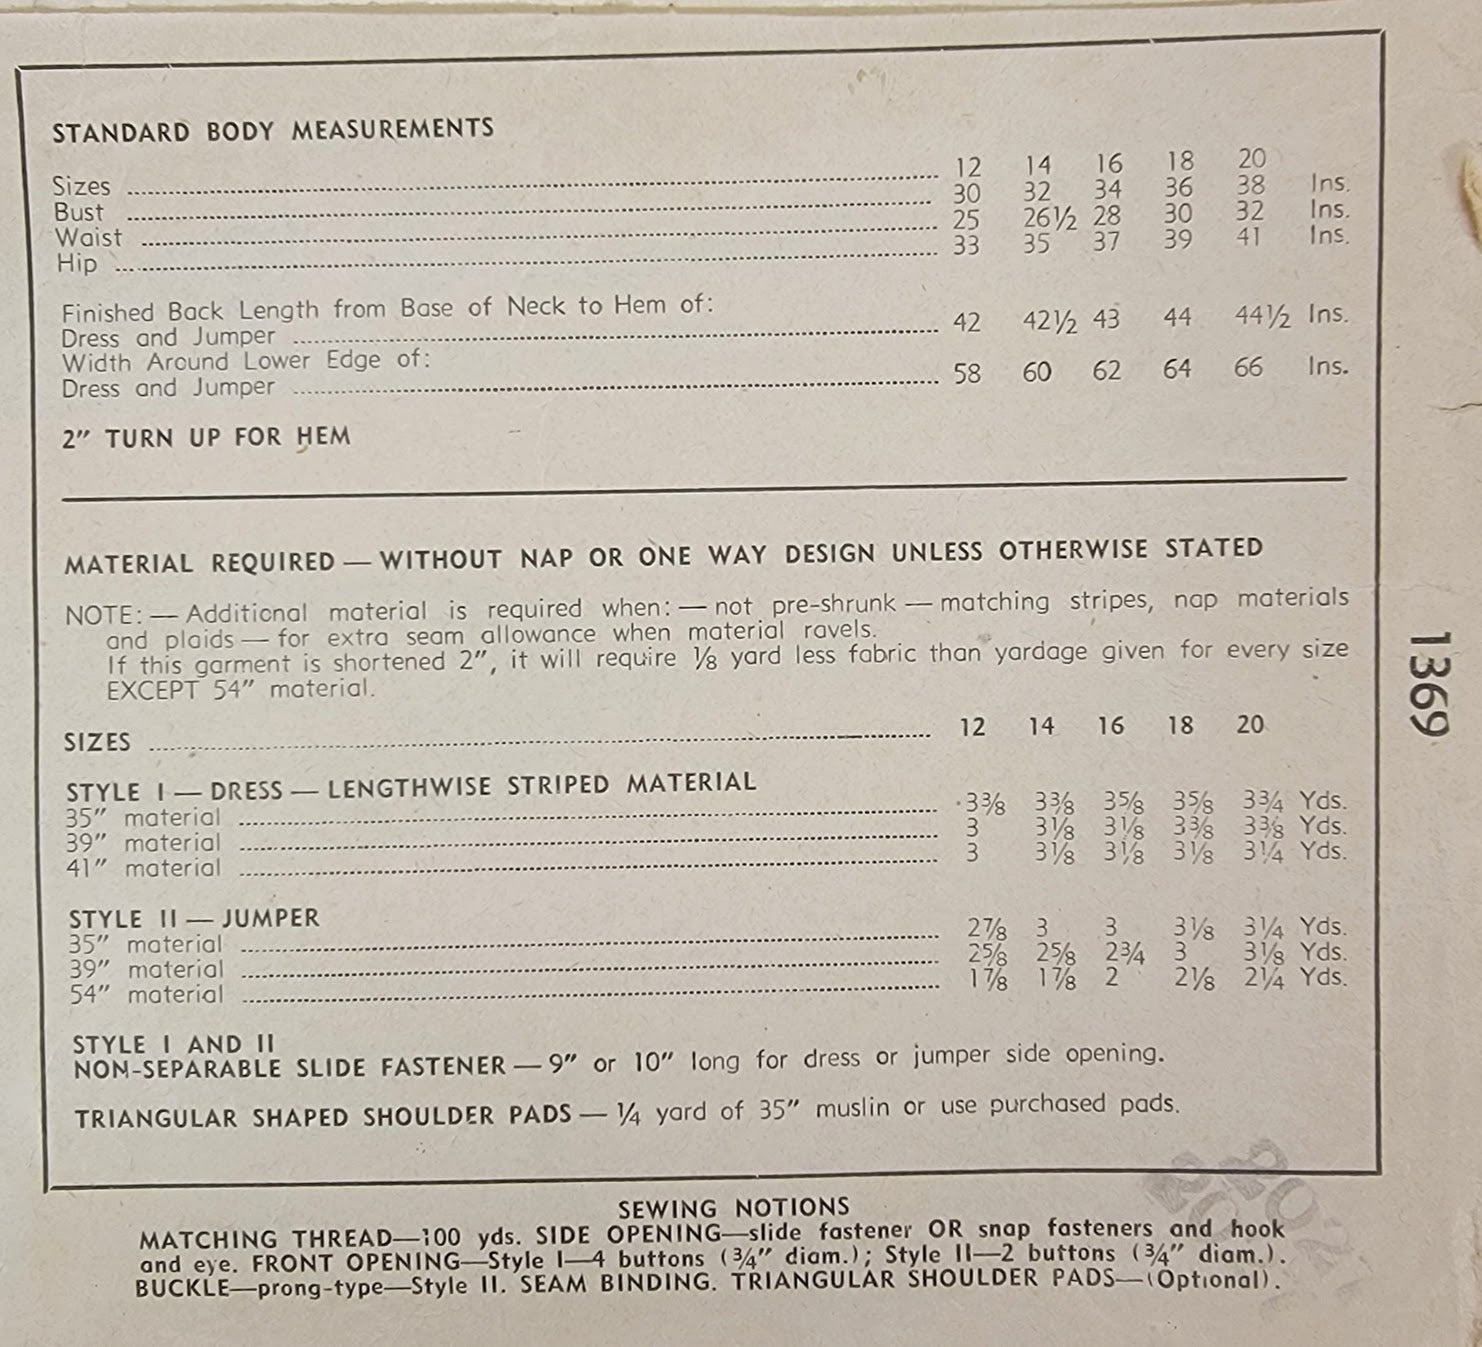 STANDARD BODY MEASUREMENTS
Sizes 12 14 16 18 20
Bust 30 32 34 36 38 Ins.
Waist 25 26½ 28 30 32 Ins.
Hip 33 35 37 39 41 Ins.
Finished Back Length from Base of Neck to Hem of:
Dress and Jumper 42 42½ 43 44 44½ Ins.
Width Around Lower Edge of:
Dress and Jumper 58 60 62 64 66 Ins.
2" TURN UP FOR HEM
MATERIAL REQUIRED — WITHOUT NAP OR ONE WAY DESIGN UNLESS OTHERWISE STATED
NOTE: — Additional material is required when: — not pre-shrunk — matching stripes, nap materials
and plaids — for extra seam allowance when material ravels.
If this garment is shortened 2", it will require ⅛ yard less fabric than yardage given for every size
EXCEPT 54" material.
SIZES 12 14 16 18 20
STYLE I — DRESS — LENGTHWISE STRIPED MATERIAL
35" material 3⅜ 3⅜ 3⅝ 3⅝ 3¾ Yds.
39" material 3 3⅛ 3⅛ 3⅜ 3⅜ Yds.
41" material 3 3⅛ 3⅛ 3⅛ 3¼ Yds.
STYLE II — JUMPER
35" material 2⅞ 3 3 3⅛ 3¼ Yds.
39" material 2⅝ 2⅝ 2¾ 3 3⅛ Yds.
54" material 1⅞ 1⅞ 2 2⅛ 2¼ Yds.
STYLE I AND II
NON-SEPARABLE SLIDE FASTENER — 9" or 10" long for dress or jumper side opening.
TRIANGULAR SHAPED SHOULDER PADS — ¼ yard of 35" muslin or use purchased pads.
SEWING NOTIONS
MATCHING THREAD—100 yds. SIDE OPENING—slide fastener OR snap fasteners and hook
and eye. FRONT OPENING—Style I—4 buttons (¾" diam.); Style II—2 buttons (¾" diam.).
BUCKLE—prong-type—Style II. SEAM BINDING. TRIANGULAR SHOULDER PADS—(Optional).
1369